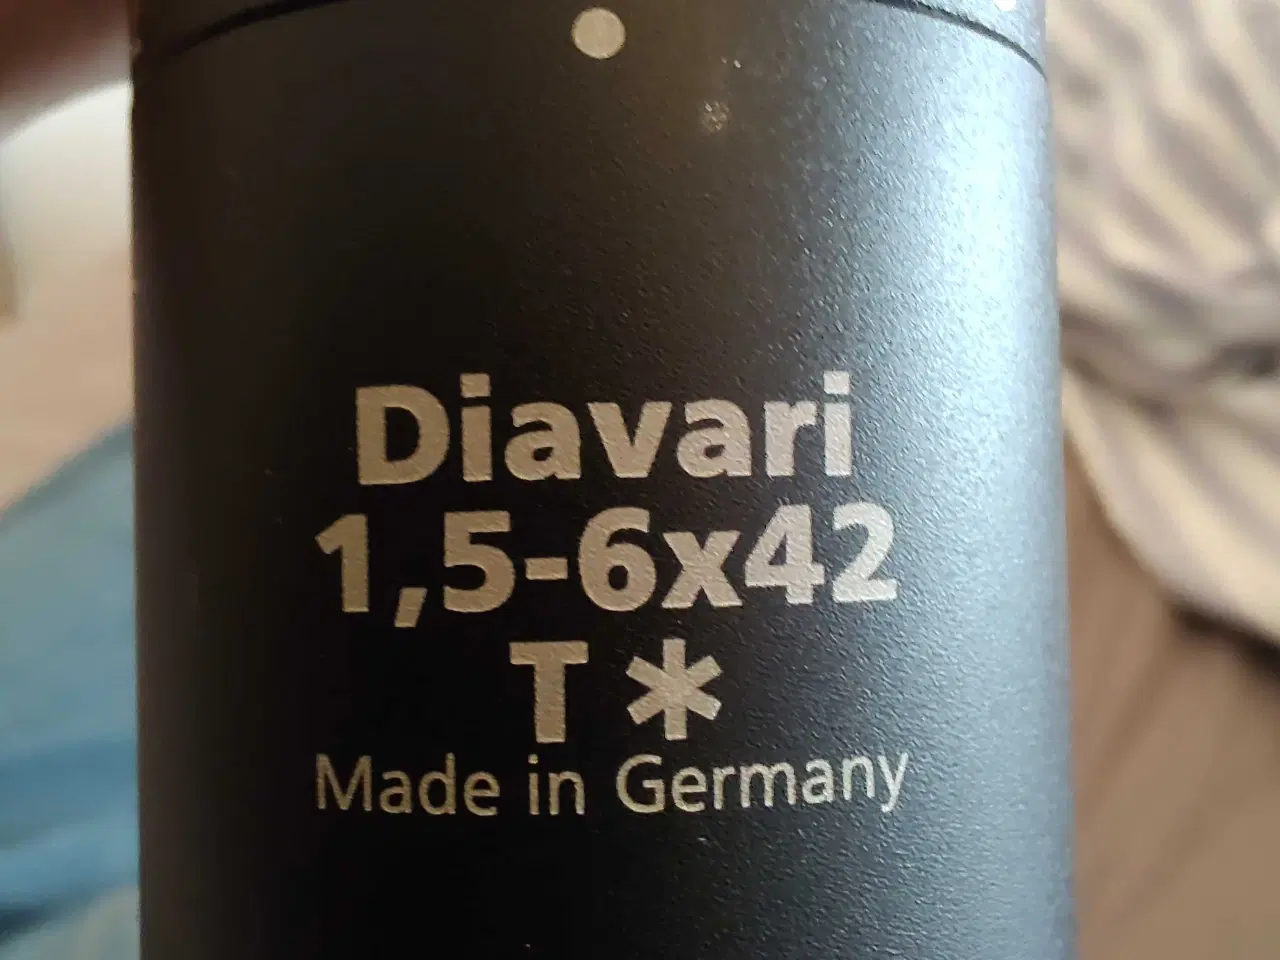 Diavari
1,5-6x42
T *
Made in Germany